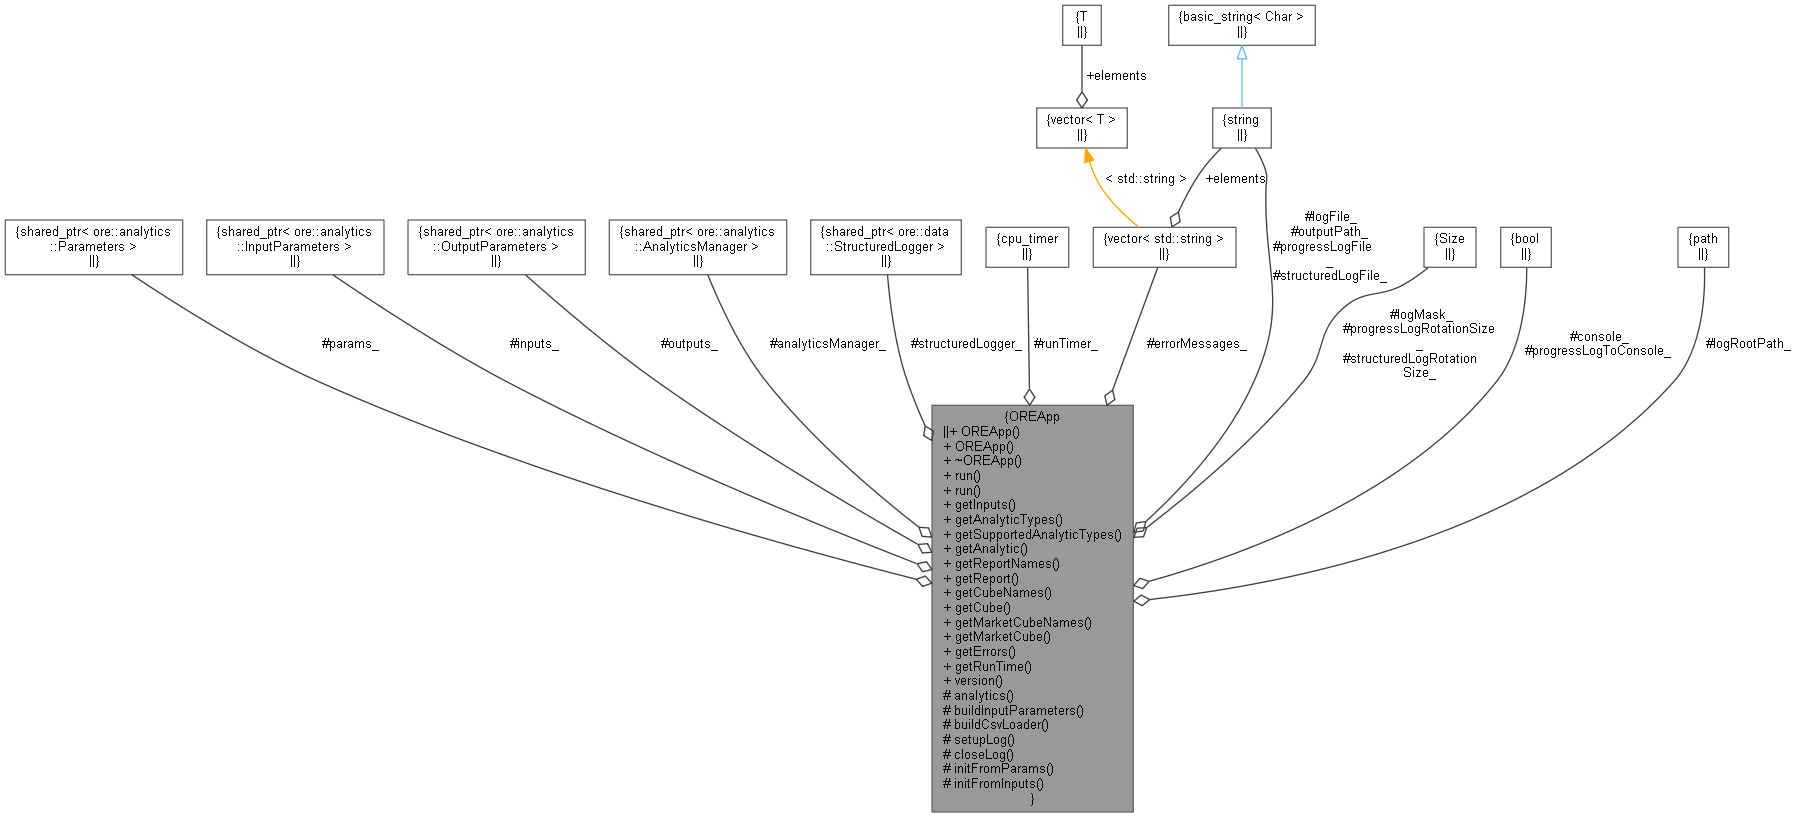 {T
||}
{basic_string< Char >
||}
+elements
{vector< T >
||}
{string
||}
< std::string >
+elements
{shared_ptr< ore::analytics
::Parameters >
||}
{shared_ptr< ore::analytics
::InputParameters >
||}
{shared_ptr< ore::analytics
::OutputParameters >
||}
{shared_ptr< ore::analytics
::AnalyticsManager >
||}
{shared_ptr< ore::data
::StructuredLogger >
||}
{cpu_timer
||}
{vector< std::string >
||}
#logFile_
#outputPath_
#progressLogFile
_
#structuredLogFile_
{Size
||}
{bool
||}
{path
||}
#params_
#inputs_
#outputs_
#analyticsManager_
#structuredLogger_
#runTimer_
#errorMessages_
#logMask_
#progressLogRotationSize
_
#structuredLogRotation
Size_
#console_
#progressLogToConsole_
#logRootPath_
{OREApp
||+ OREApp()
+ OREApp()
+ ~OREApp()
+ run()
+ run()
+ getInputs()
+ getAnalyticTypes()
+ getSupportedAnalyticTypes()
+ getAnalytic()
+ getReportNames()
+ getReport()
+ getCubeNames()
+ getCube()
+ getMarketCubeNames()
+ getMarketCube()
+ getErrors()
+ getRunTime()
+ version()
# analytics()
# buildInputParameters()
# buildCsvLoader()
# setupLog()
# closeLog()
# initFromParams()
# initFromInputs()
}